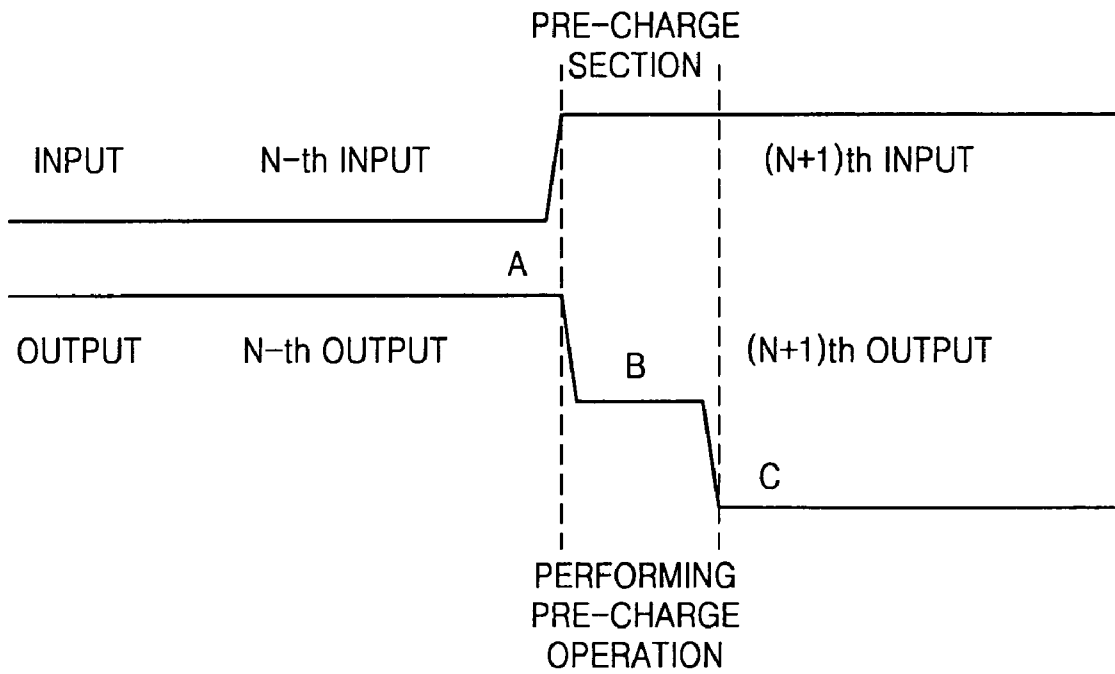 PRE-CHARGE
SECTION
INPUT
N-th INPUT
(N+1)th INPUT
A
OUTPUT
N-th OUTPUT
B
(N+1)th OUTPUT
C
PERFORMING
PRE-CHARGE
OPERATION